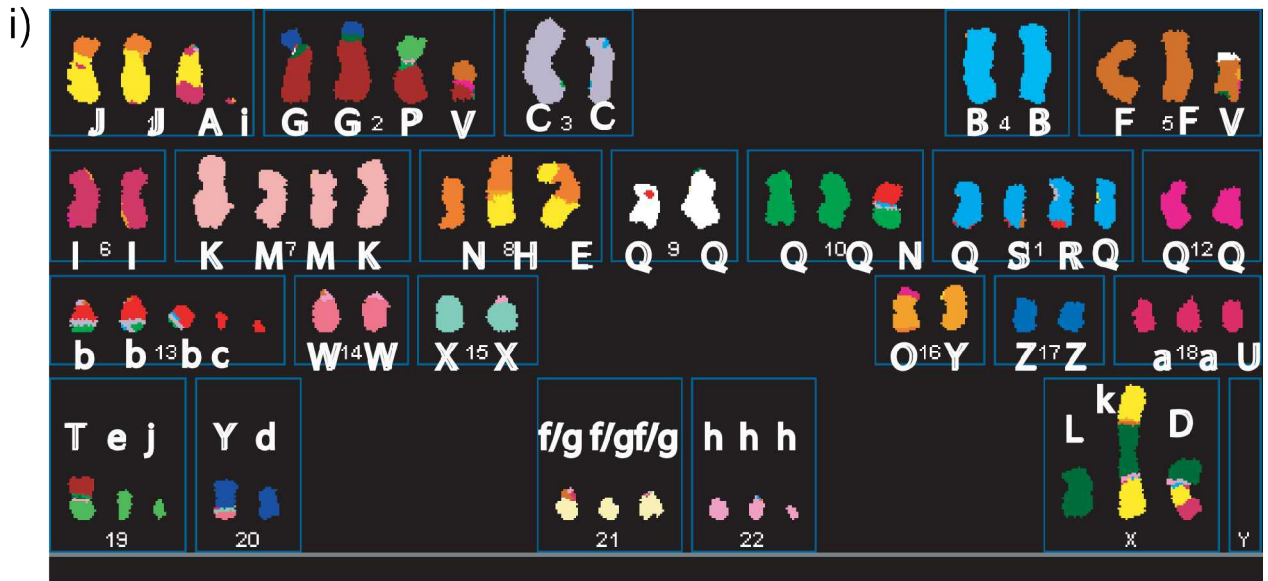 i)
J J 1 A i G G 2 P V C 3 C B 4 B F 5 F V
I 6 I K M 7 M K N 8 H E Q 9 Q Q 10 Q N Q S 11 R Q Q 12 Q
b b 13 b c W 14 W X 15 X O 16 Y Z 17 Z a 18 a U
T e j Y d f/g f/g f/g h h h L k D
19 20 21 22 X Y